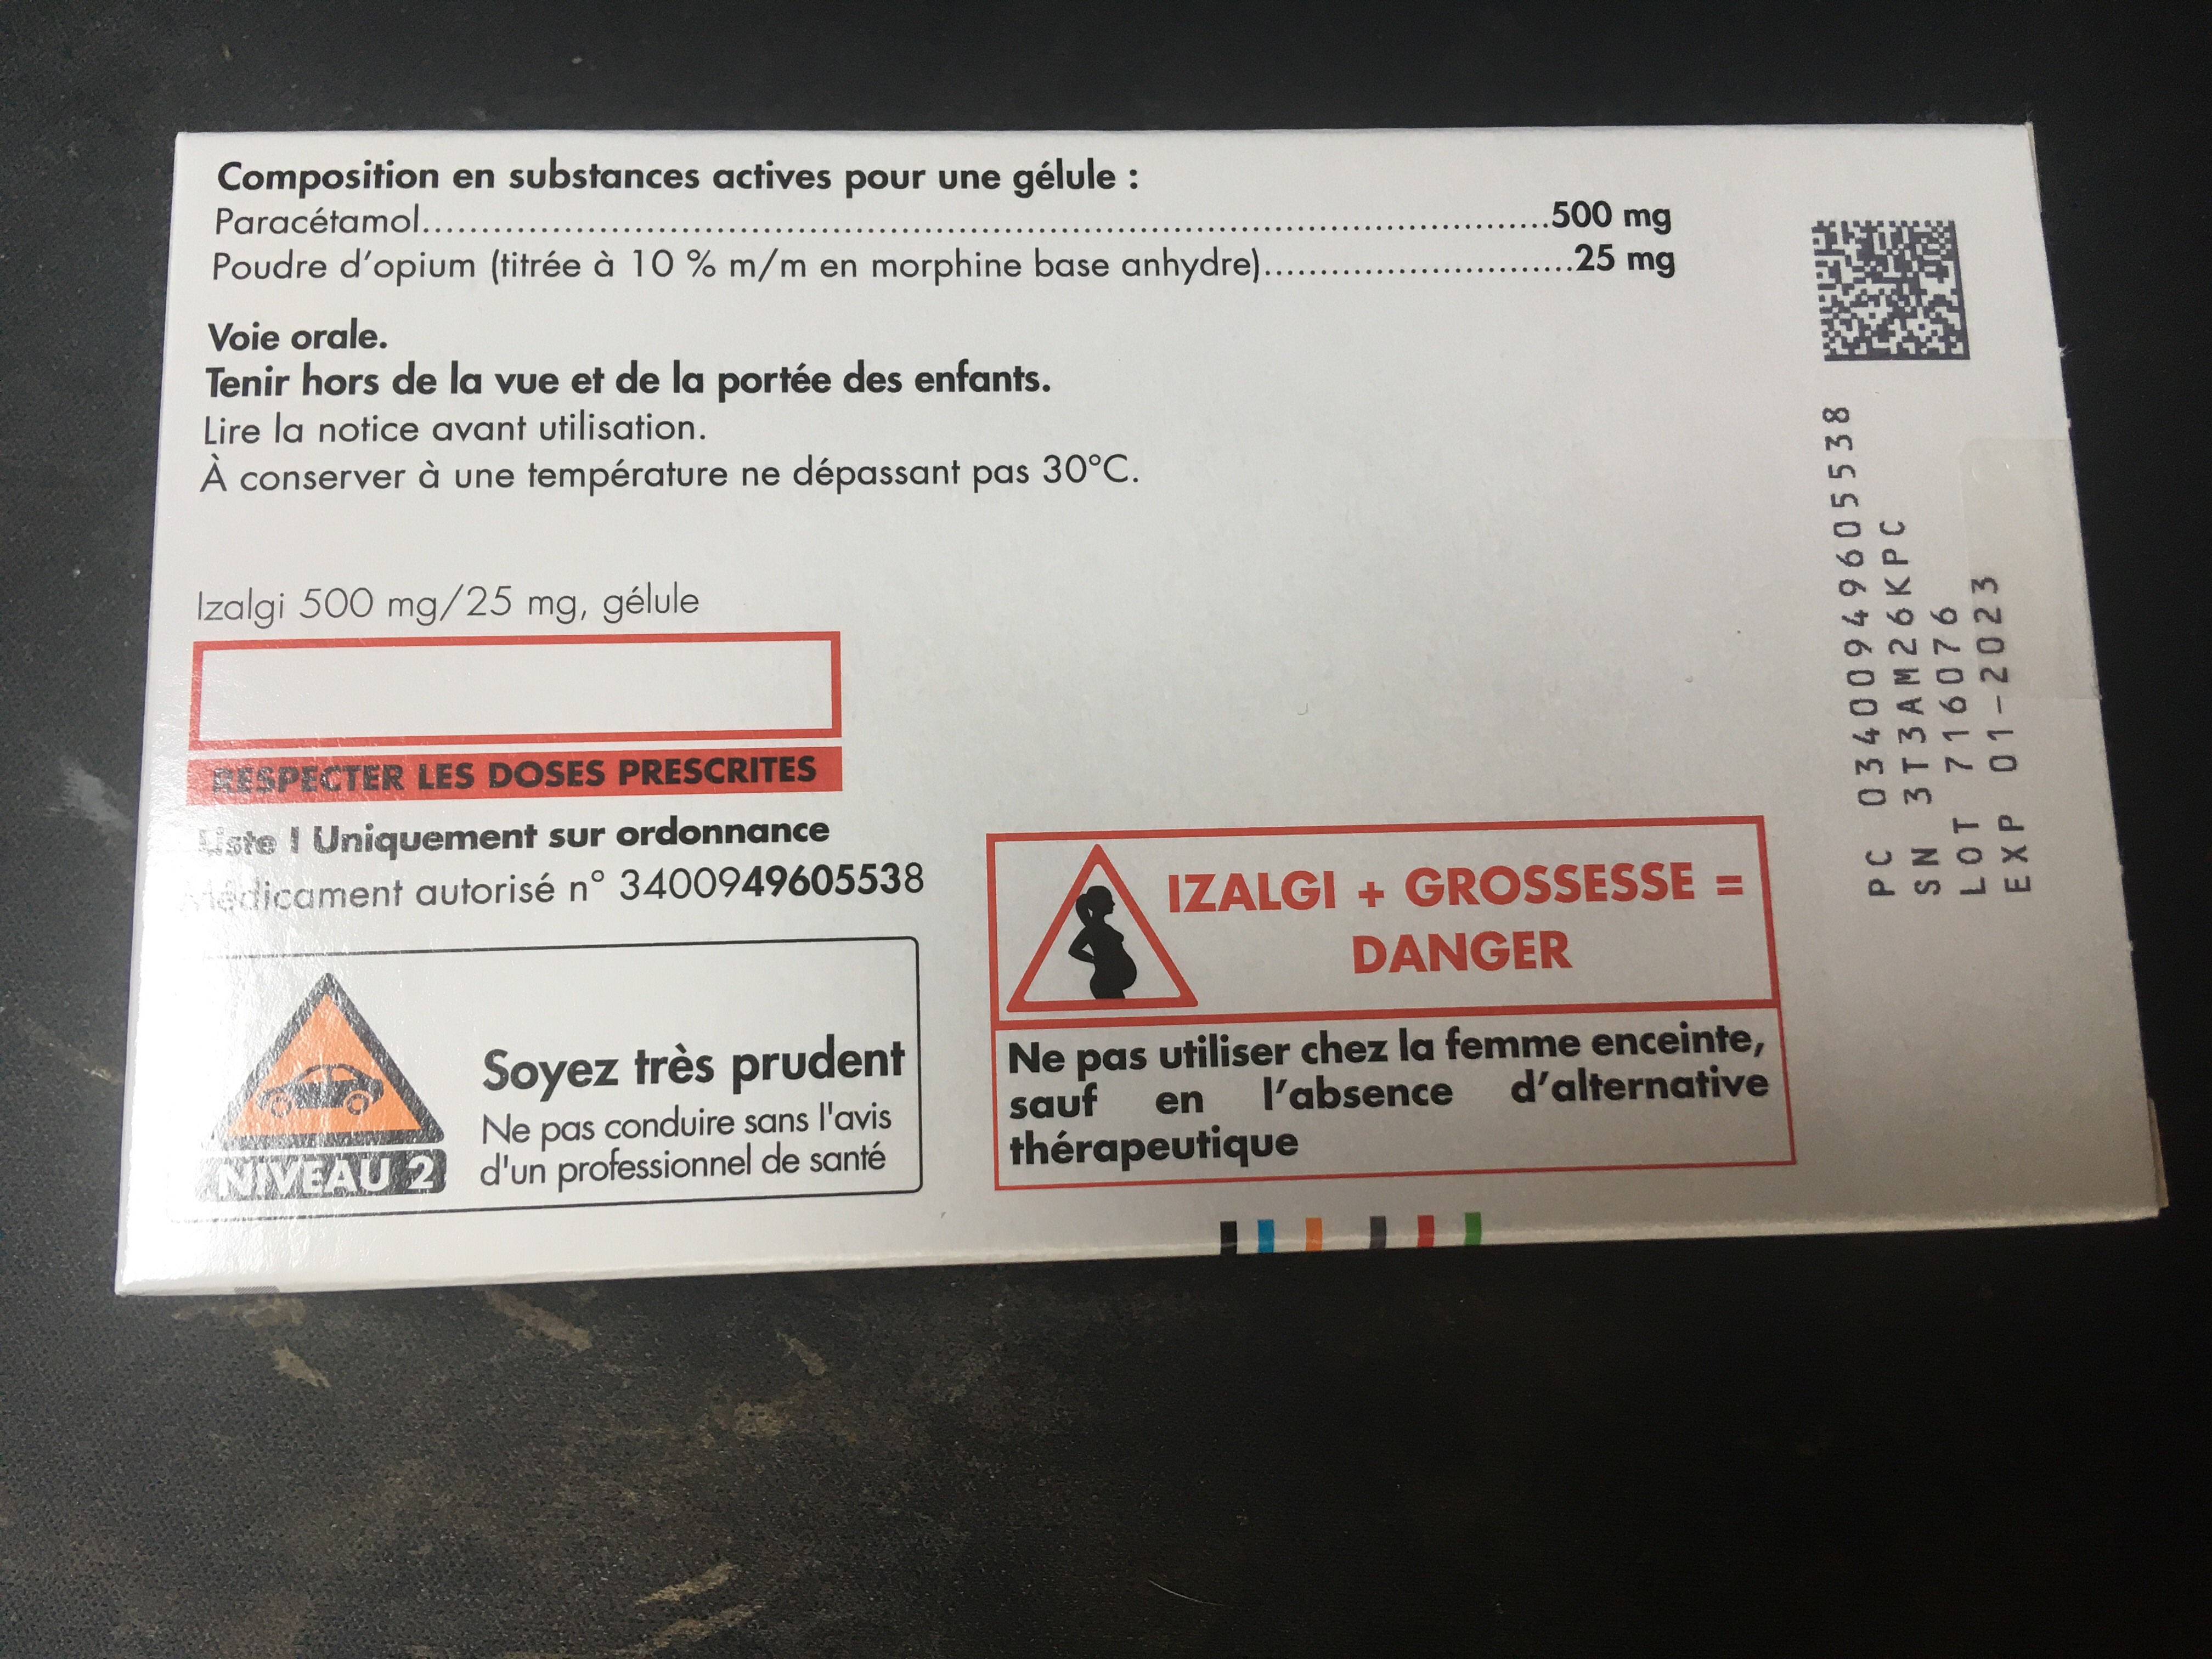 Composition en substances actives pour une gélule :
Paracétamol..........................................................................................500 mg
Poudre d'opium (titrée à 10 % m/m en morphine base anhydre)............................25 mg
Voie orale.
Tenir hors de la vue et de la portée des enfants.
Lire la notice avant utilisation.
À conserver à une température ne dépassant pas 30°C.
Izalgi 500 mg/25 mg, gélule
RESPECTER LES DOSES PRESCRITES
Liste I Uniquement sur ordonnance
Médicament autorisé n° 3400949605538
NIVEAU 2
Soyez très prudent
Ne pas conduire sans l'avis
d'un professionnel de santé
IZALGI + GROSSESSE =
DANGER
Ne pas utiliser chez la femme enceinte,
sauf en l'absence d'alternative
thérapeutique
PC 03400949605538
SN 3T3AM26KPC
LOT 716076
EXP 01-2023